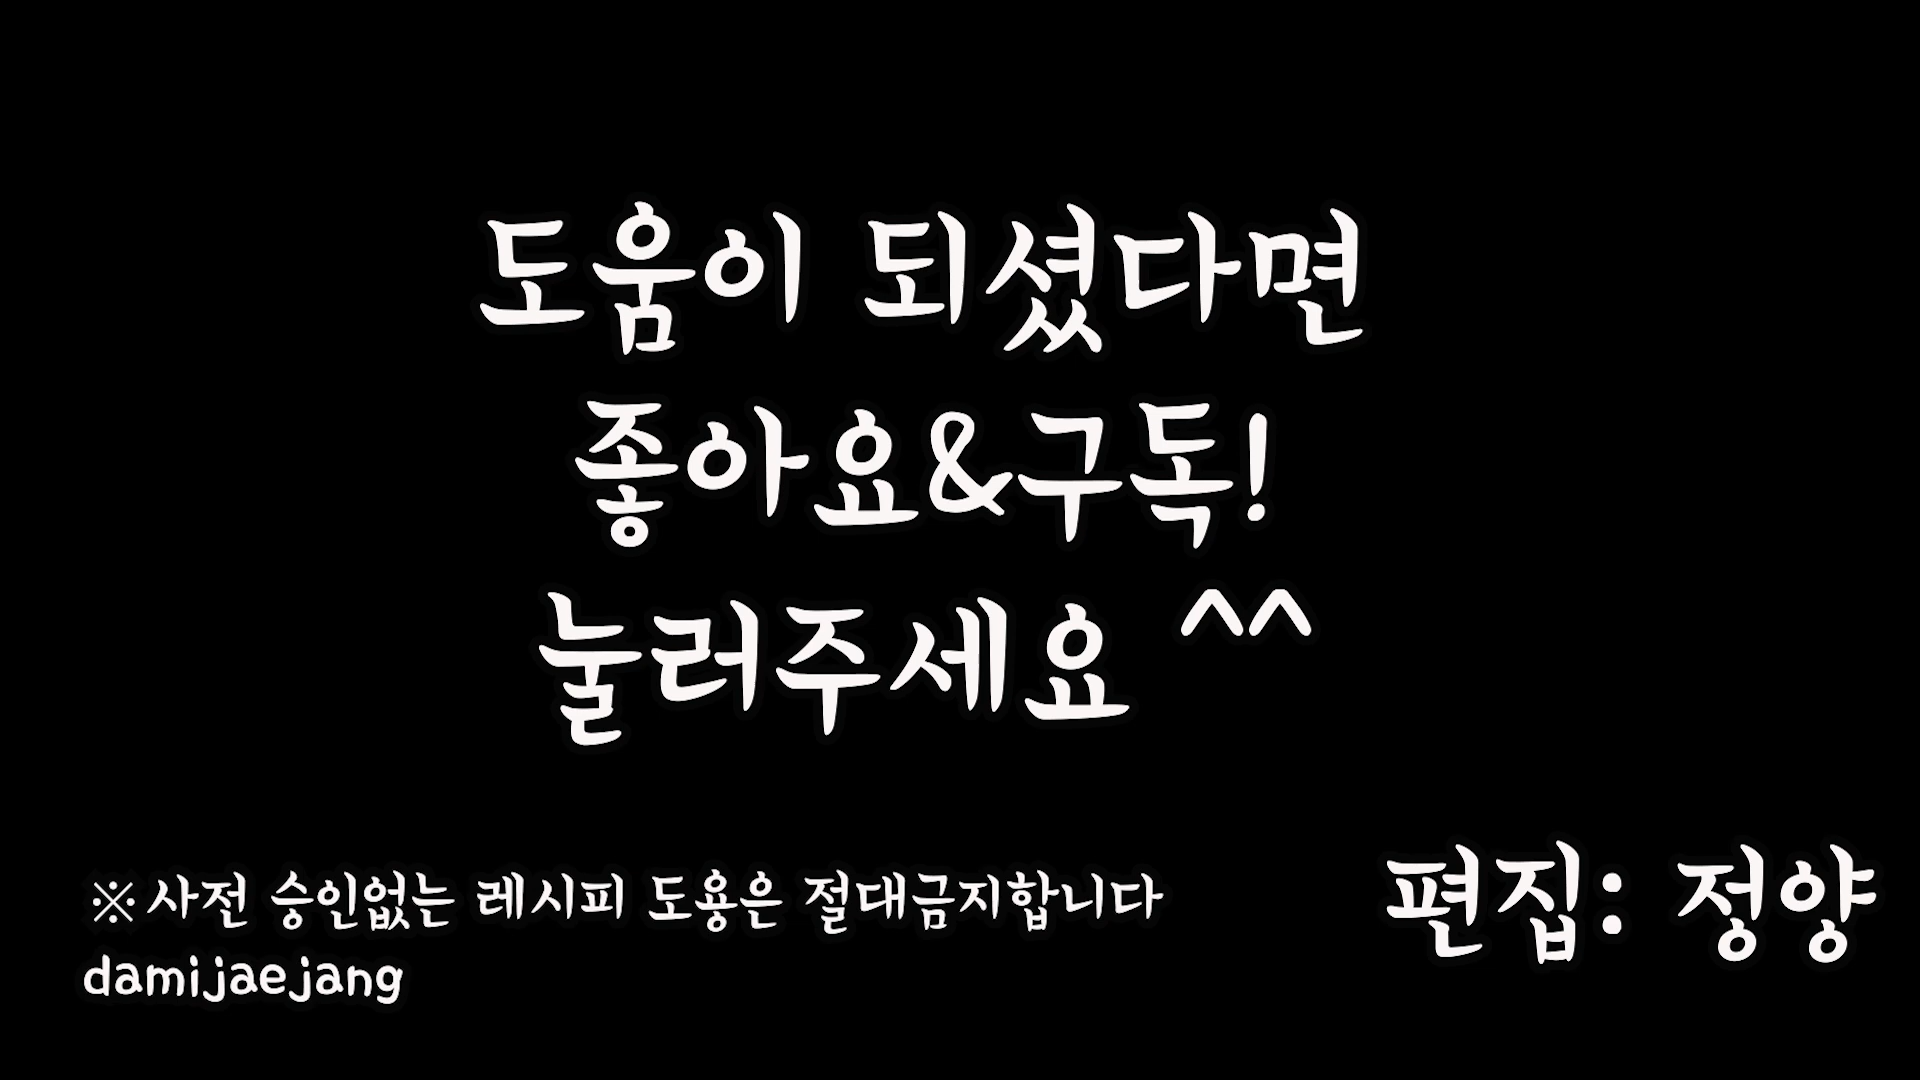 도움이 되셨다면
좋아요&구독!
눌러주세요 ^^
※사전 승인없는 레시피 도용은 절대금지합니다
damijaejang
편집: 정양